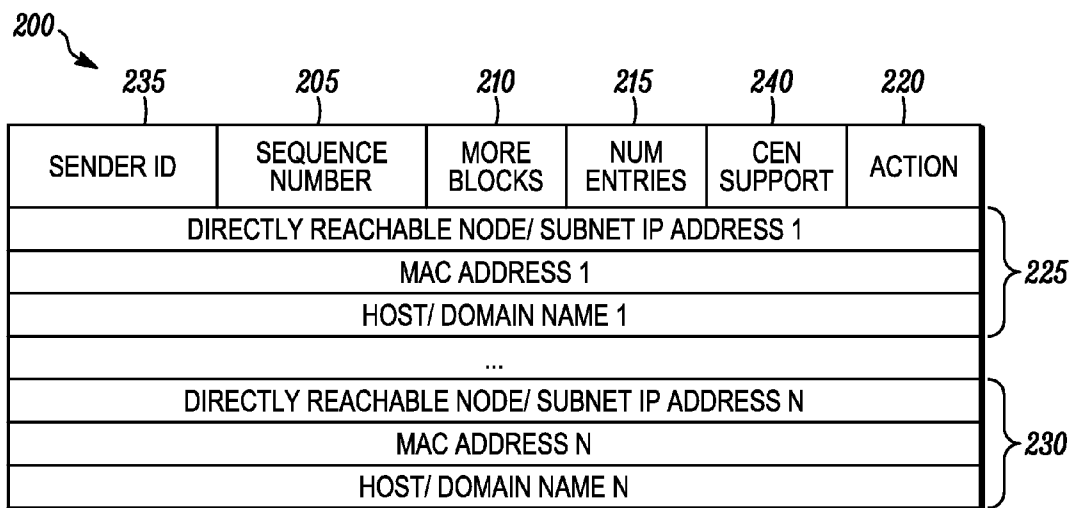 200
235 205 210 215 240 220
SENDER ID
SEQUENCE
NUMBER
MORE
BLOCKS
NUM
ENTRIES
CEN
SUPPORT
ACTION
DIRECTLY REACHABLE NODE/ SUBNET IP ADDRESS 1
MAC ADDRESS 1
225
HOST/ DOMAIN NAME 1
...
DIRECTLY REACHABLE NODE/ SUBNET IP ADDRESS N
MAC ADDRESS N
230
HOST/ DOMAIN NAME N